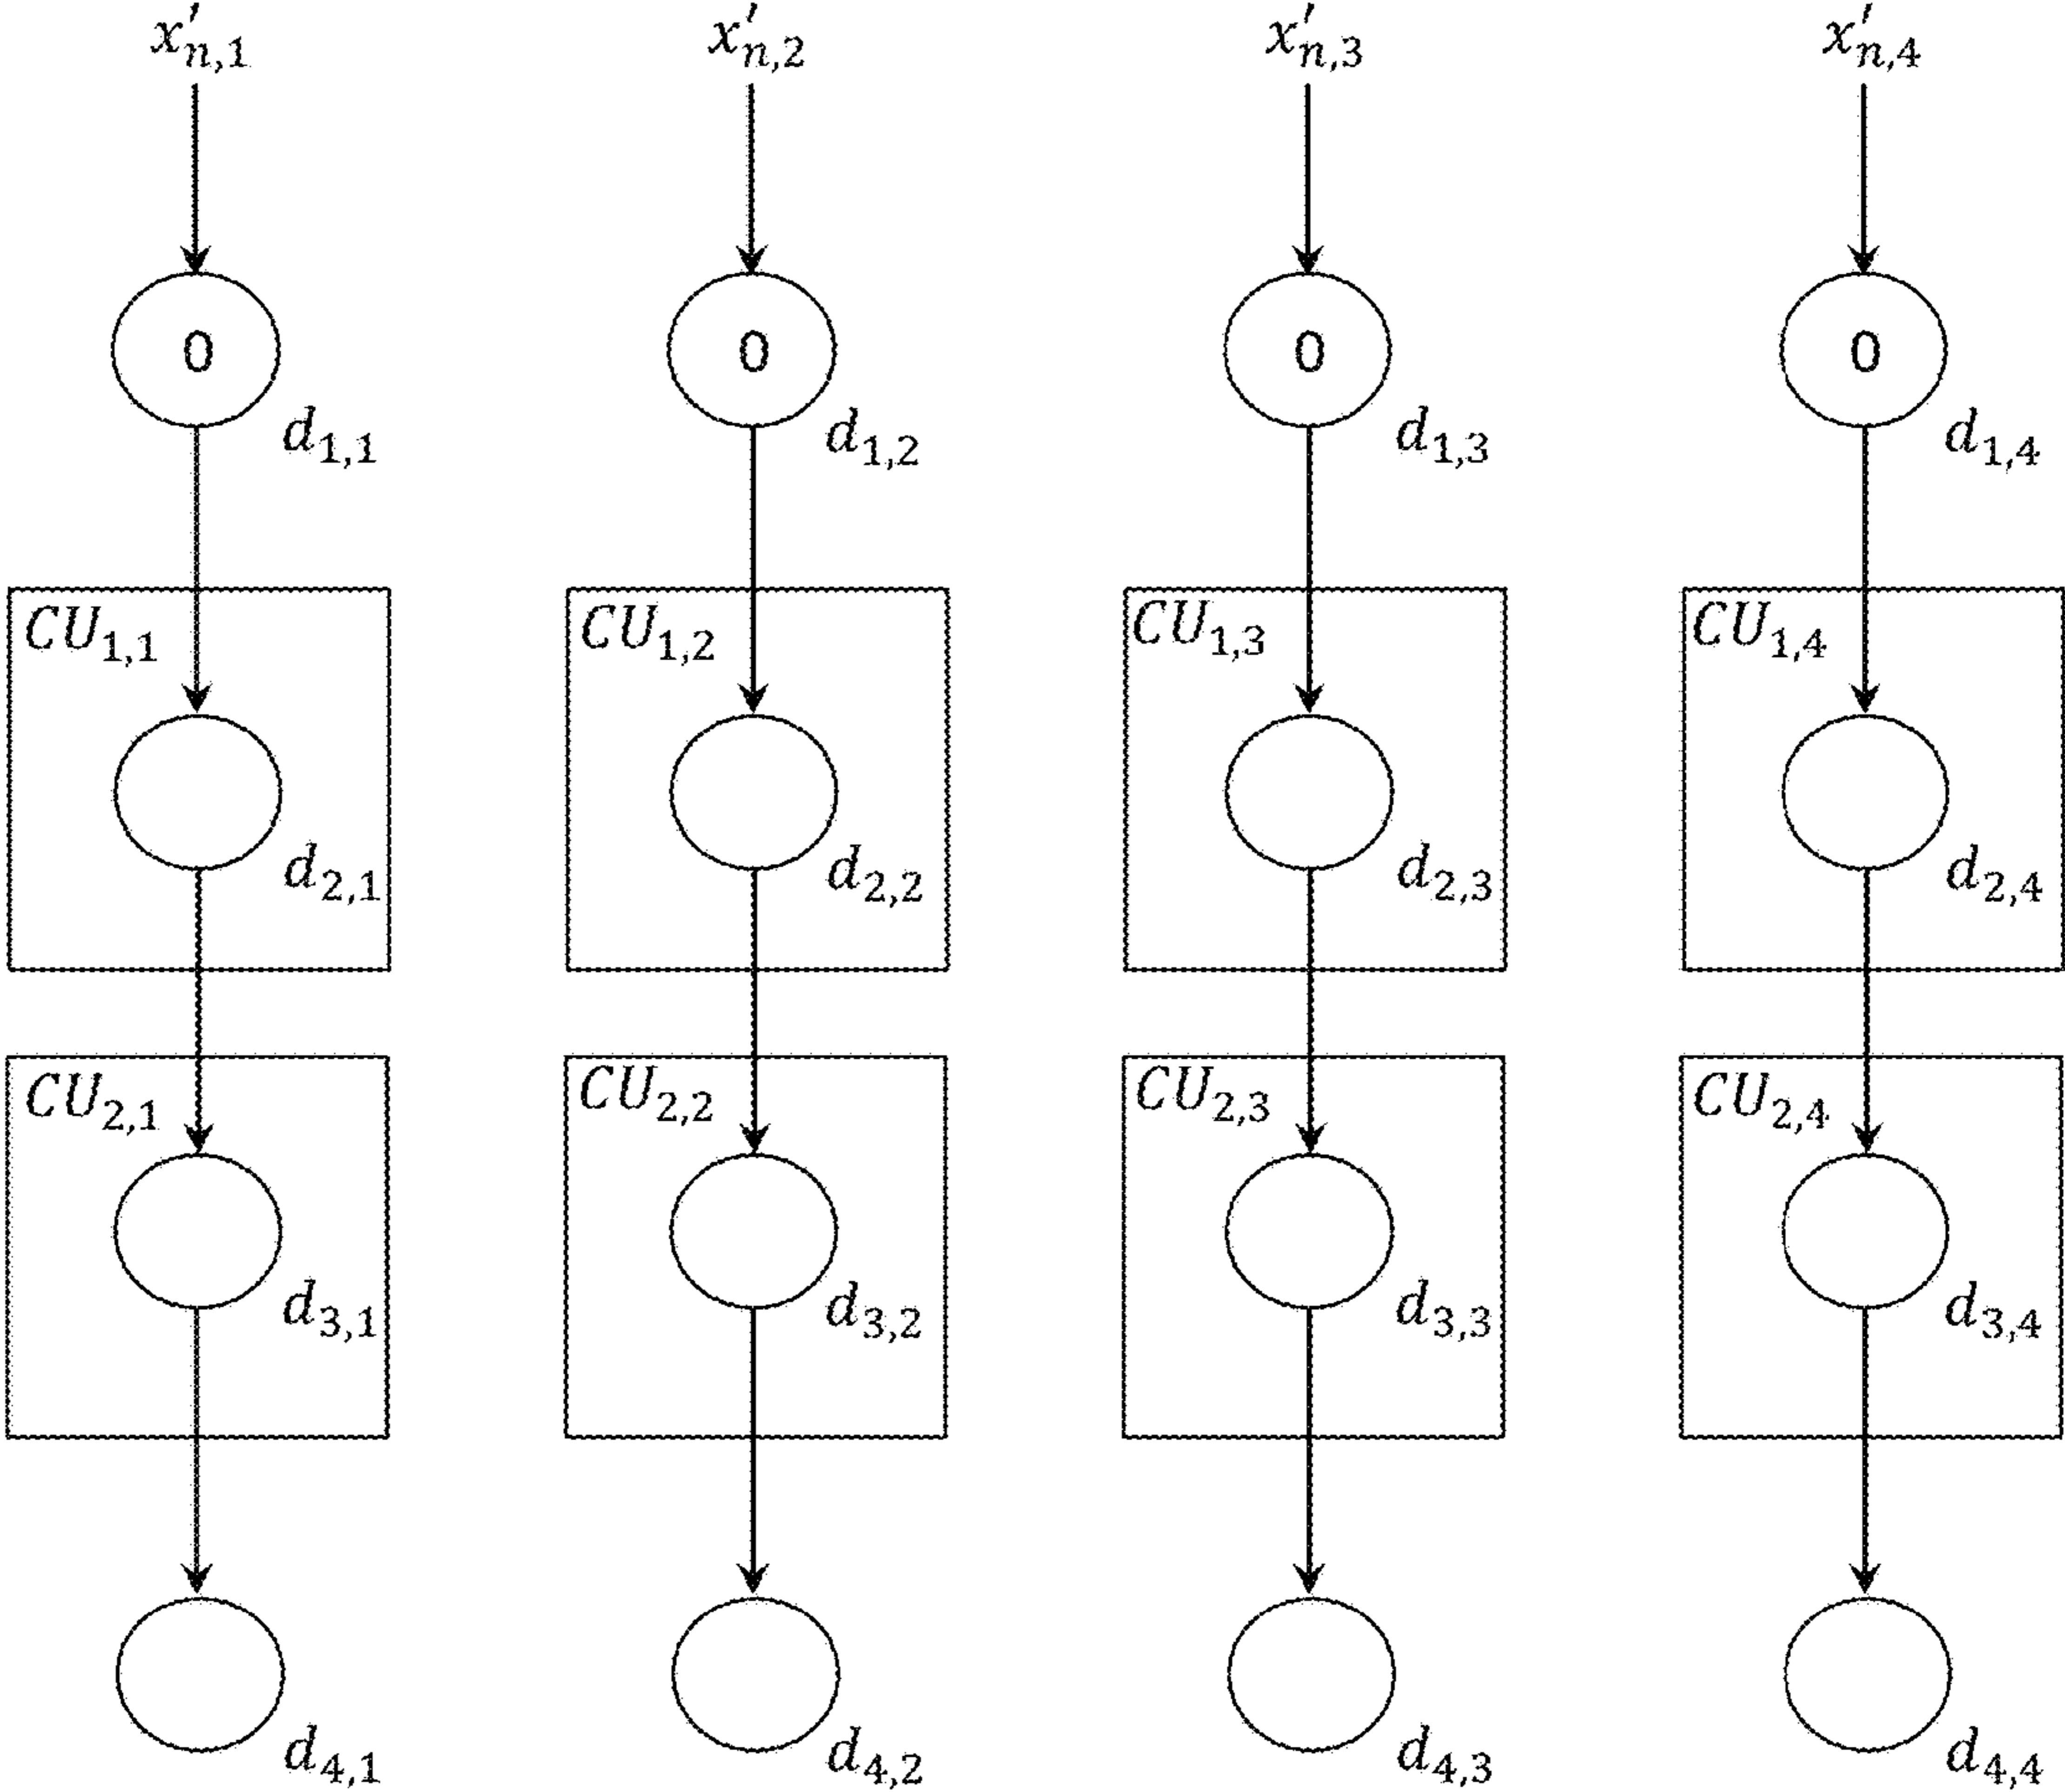 x′n,1 x′n,2 x′n,3 x′n,4
0 0 0 0
d1,1 d1,2 d1,3 d1,4
CU1,1 CU1,2 CU1,3 CU1,4
d2,1 d2,2 d2,3 d2,4
CU2,1 CU2,2 CU2,3 CU2,4
d3,1 d3,2 d3,3 d3,4
d4,1 d4,2 d4,3 d4,4